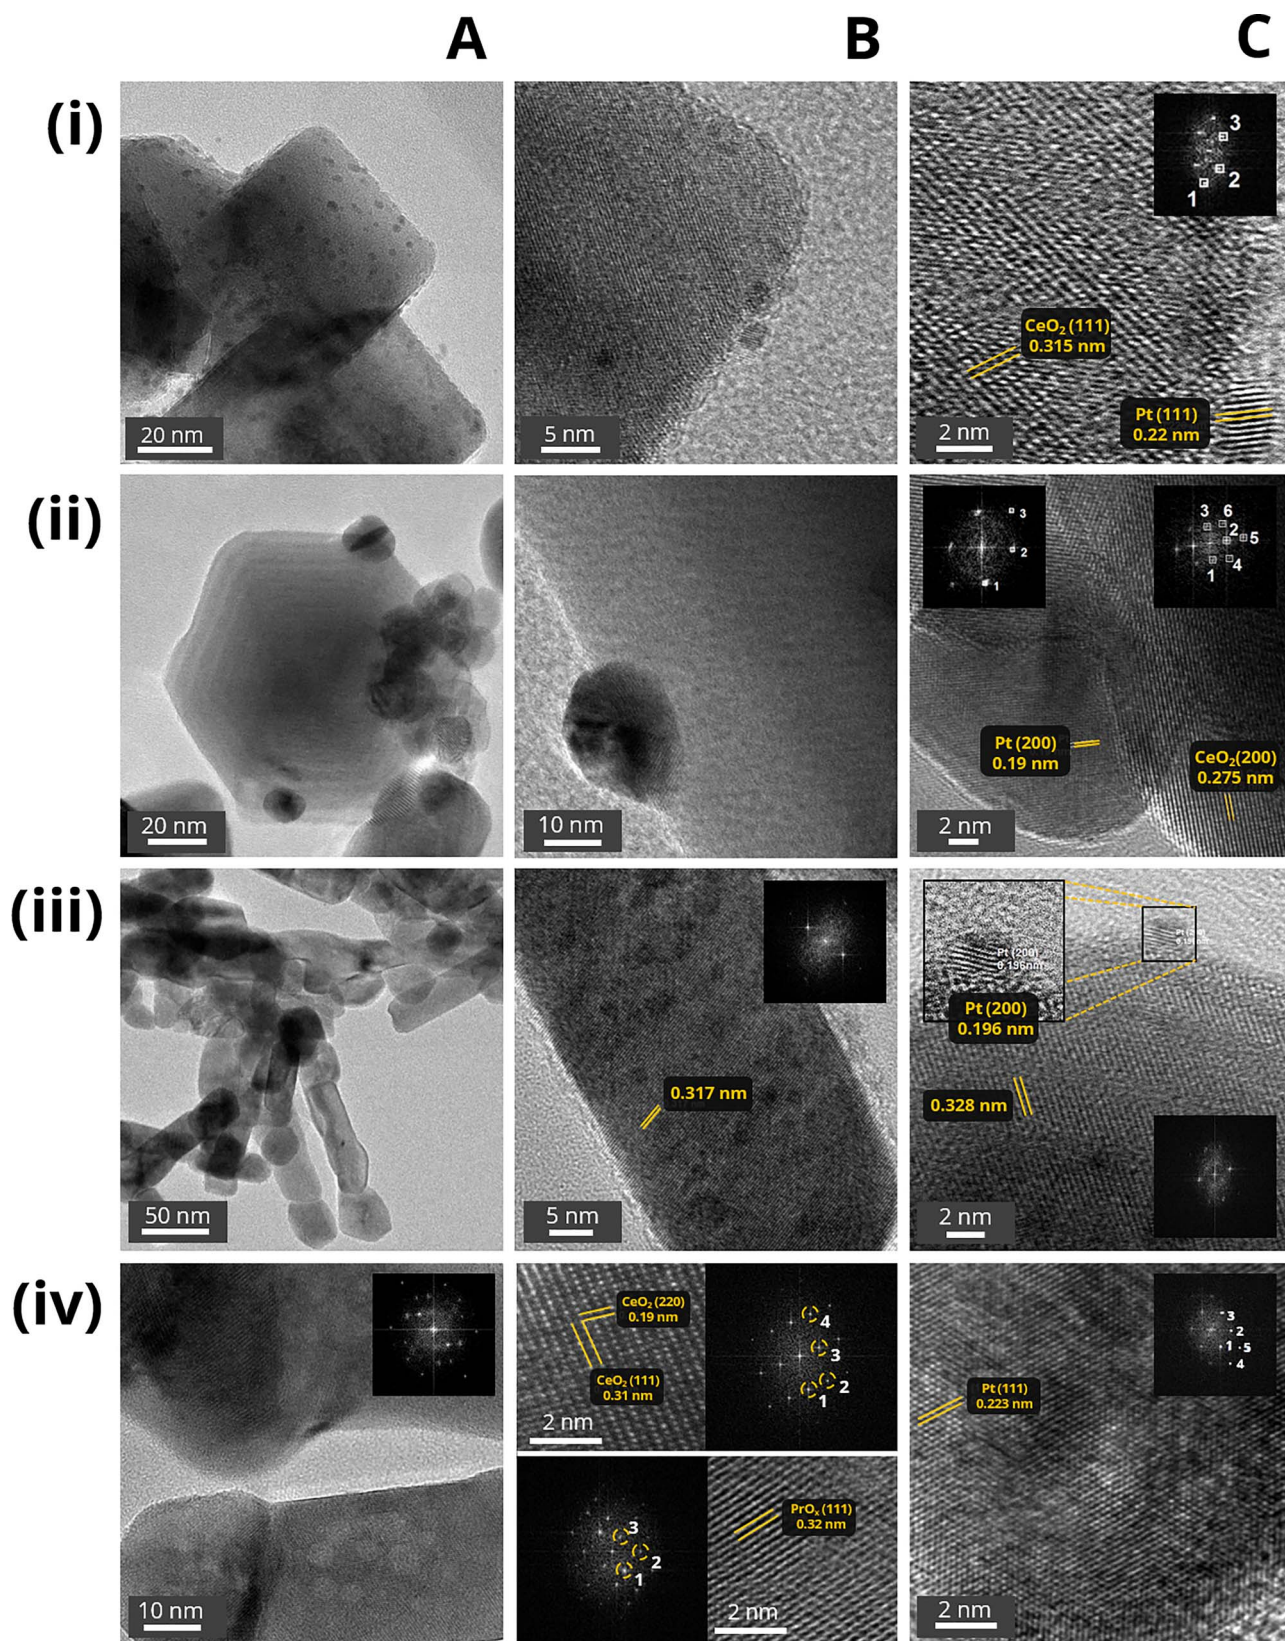 A
B
C
(i)
20 nm
5 nm
3
2
1
CeO₂ (111)
0.315 nm
Pt (111)
0.22 nm
2 nm
(ii)
20 nm
10 nm
3
2
1
3 6
2
5
1 4
Pt (200)
0.19 nm
CeO₂(200)
0.275 nm
2 nm
(iii)
50 nm
0.317 nm
5 nm
Pt (200)
0.196nm
Pt (200)
0.196 nm
0.328 nm
2 nm
(iv)
10 nm
CeO₂ (220)
0.19 nm
CeO₂ (111)
0.31 nm
2 nm
4
3
2
1
3
2
1
PrOₓ (111)
0.32 nm
2 nm
Pt (111)
0.223 nm
3
2
1 5
4
2 nm